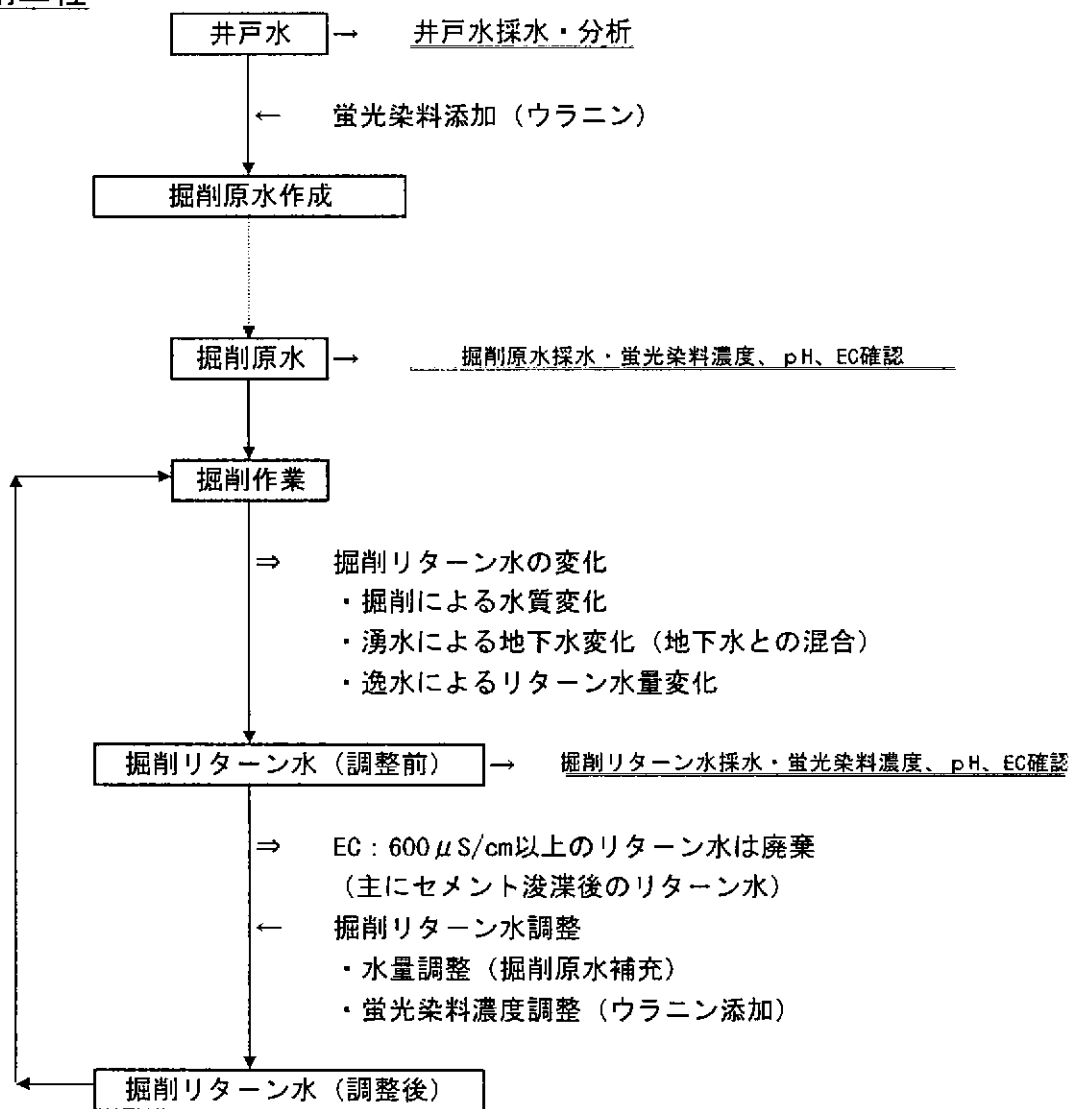 井戸水 → 井戸水採水・分析
← 蛍光染料添加(ウラニン)
掘削原水作成
掘削原水 → 掘削原水採水・蛍光染料濃度、pH、EC確認
掘削作業
⇒ 掘削リターン水の変化
・掘削による水質変化
・湧水による地下水変化(地下水との混合)
・逸水によるリターン水量変化
掘削リターン水(調整前) → 掘削リターン水採水・蛍光染料濃度、pH、EC確認
⇒ EC:600μS/cm以上のリターン水は廃棄
(主にセメント浚渫後のリターン水)
← 掘削リターン水調整
・水量調整(掘削原水補充)
・蛍光染料濃度調整(ウラニン添加)
掘削リターン水(調整後)